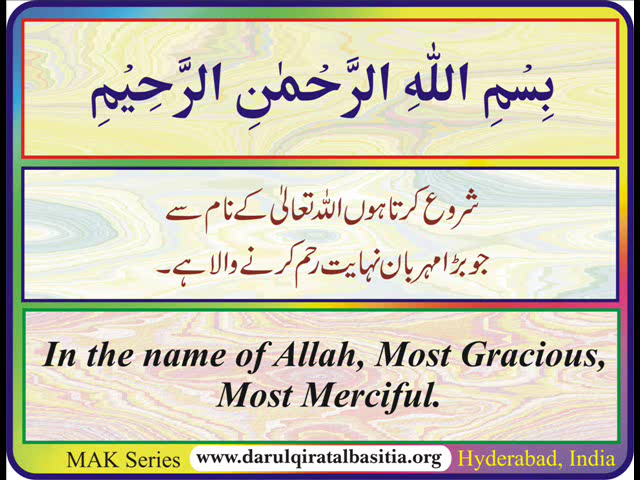 بِسْمِ اللّٰهِ الرَّحْمٰنِ الرَّحِيْمِ
شروع کرتا ہوں اللہ تعالیٰ کے نام سے
جو بڑا مہربان نہایت رحم کرنے والا ہے۔
In the name of Allah, Most Gracious,
Most Merciful.
MAK Series www.darulqiratalbasitia.org Hyderabad, India